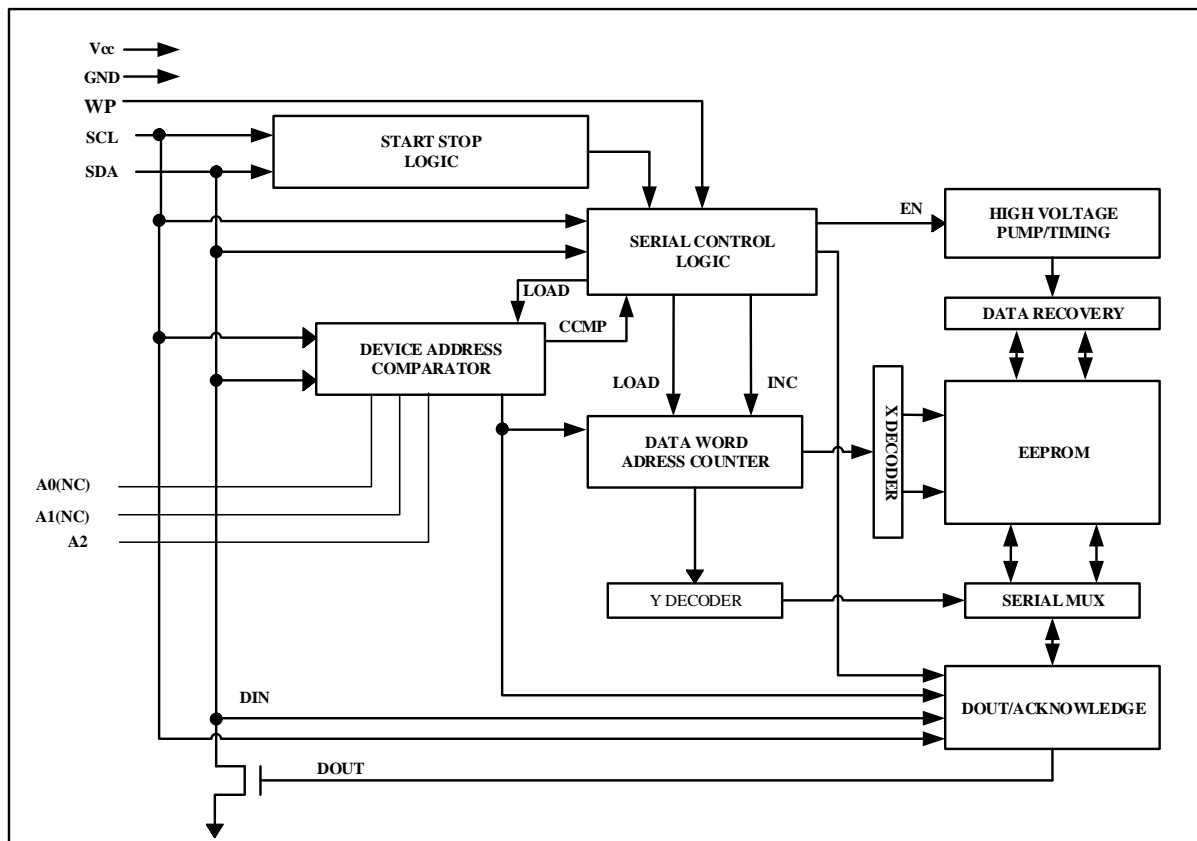 Vcc
GND
WP
SCL
SDA
START STOP
LOGIC
SERIAL CONTROL
LOGIC
EN
HIGH VOLTAGE
PUMP/TIMING
LOAD
CCMP
DATA RECOVERY
DEVICE ADDRESS
COMPARATOR
LOAD
INC
X DECODER
DATA WORD
ADRESS COUNTER
EEPROM
A0(NC)
A1(NC)
A2
Y DECODER
SERIAL MUX
DIN
DOUT/ACKNOWLEDGE
DOUT